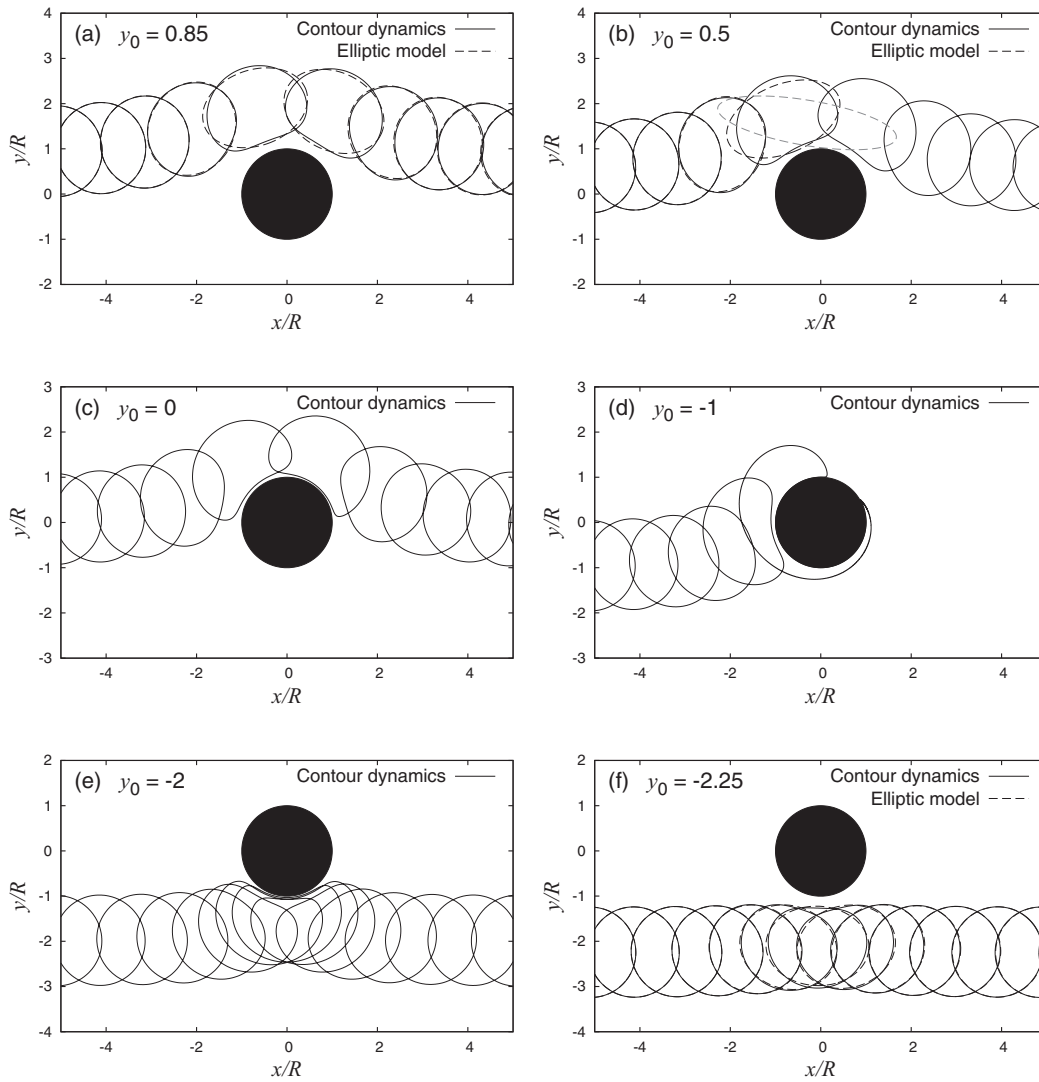 (a) y0 = 0.85
Contour dynamics
Elliptic model
y/R
4
3
2
1
0
-1
-2
-4 -2 0 2 4
x/R
(b) y0 = 0.5
Contour dynamics
Elliptic model
y/R
4
3
2
1
0
-1
-2
-4 -2 0 2 4
x/R
(c) y0 = 0
Contour dynamics
y/R
3
2
1
0
-1
-2
-3
-4 -2 0 2 4
x/R
(d) y0 = -1
Contour dynamics
y/R
3
2
1
0
-1
-2
-3
-4 -2 0 2 4
x/R
(e) y0 = -2
Contour dynamics
y/R
2
1
0
-1
-2
-3
-4
-4 -2 0 2 4
x/R
(f) y0 = -2.25
Contour dynamics
Elliptic model
y/R
2
1
0
-1
-2
-3
-4
-4 -2 0 2 4
x/R